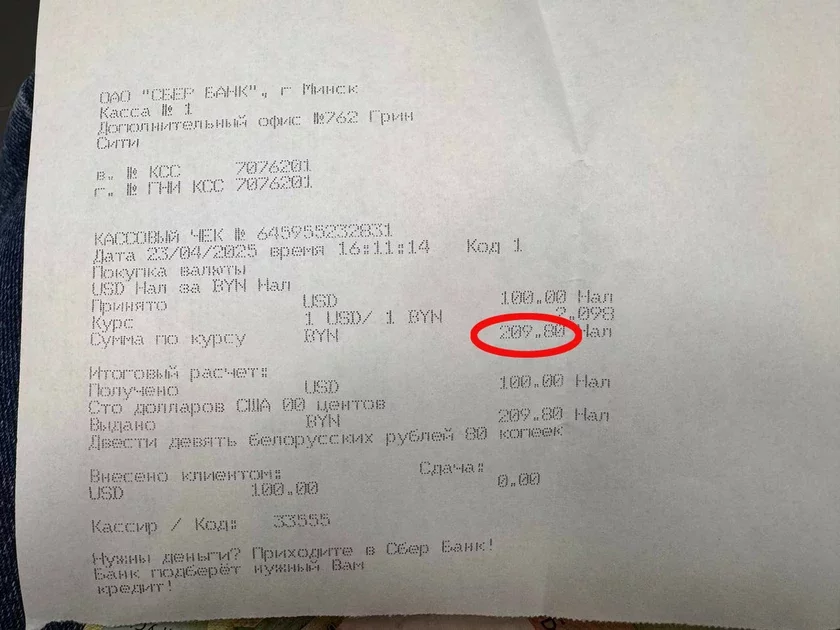 ОАО "СБЕР БАНК", г Минск
Касса № 1
Дополнительный офис №762 Грин
Сити
в. № КСС 7076201
г. № ГНИ КСС 7076201
КАССОВЫЙ ЧЕК № 645955232831
Дата 23/04/2025 время 16:11:14 Код 1
Покупка валюты
USD Нал за BYN Нал
Принято USD 100.00 Нал
Курс 1 USD/ 1 BYN 2.098
Сумма по курсу BYN 209.80 Нал
Итоговый расчет:
Получено USD 100.00 Нал
Сто долларов США 00 центов
Выдано BYN 209.80 Нал
Двести девять белорусских рублей 80 копеек
Внесено клиентом: Сдача:
USD 100.00 0.00
Кассир / Код: 33555
Нужны деньги? Приходите в Сбер Банк!
Банк подберёт нужный Вам
кредит!